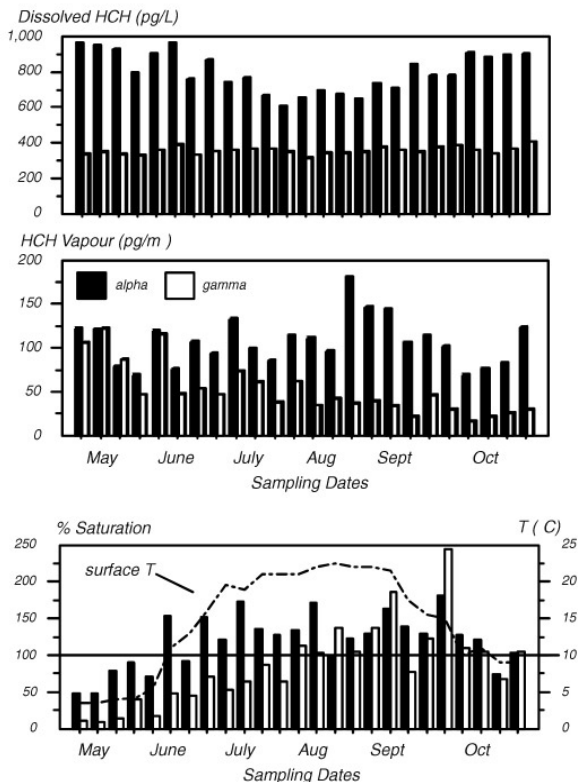 Dissolved HCH (pg/L)
1,000
800
600
400
200
0
HCH Vapour (pg/m )
200
150
100
50
0
alpha gamma
May June July Aug Sept Oct
Sampling Dates
% Saturation T ( C)
250 25
200 20
150 15
100 10
50 5
0 0
surface T
May June July Aug Sept Oct
Sampling Dates